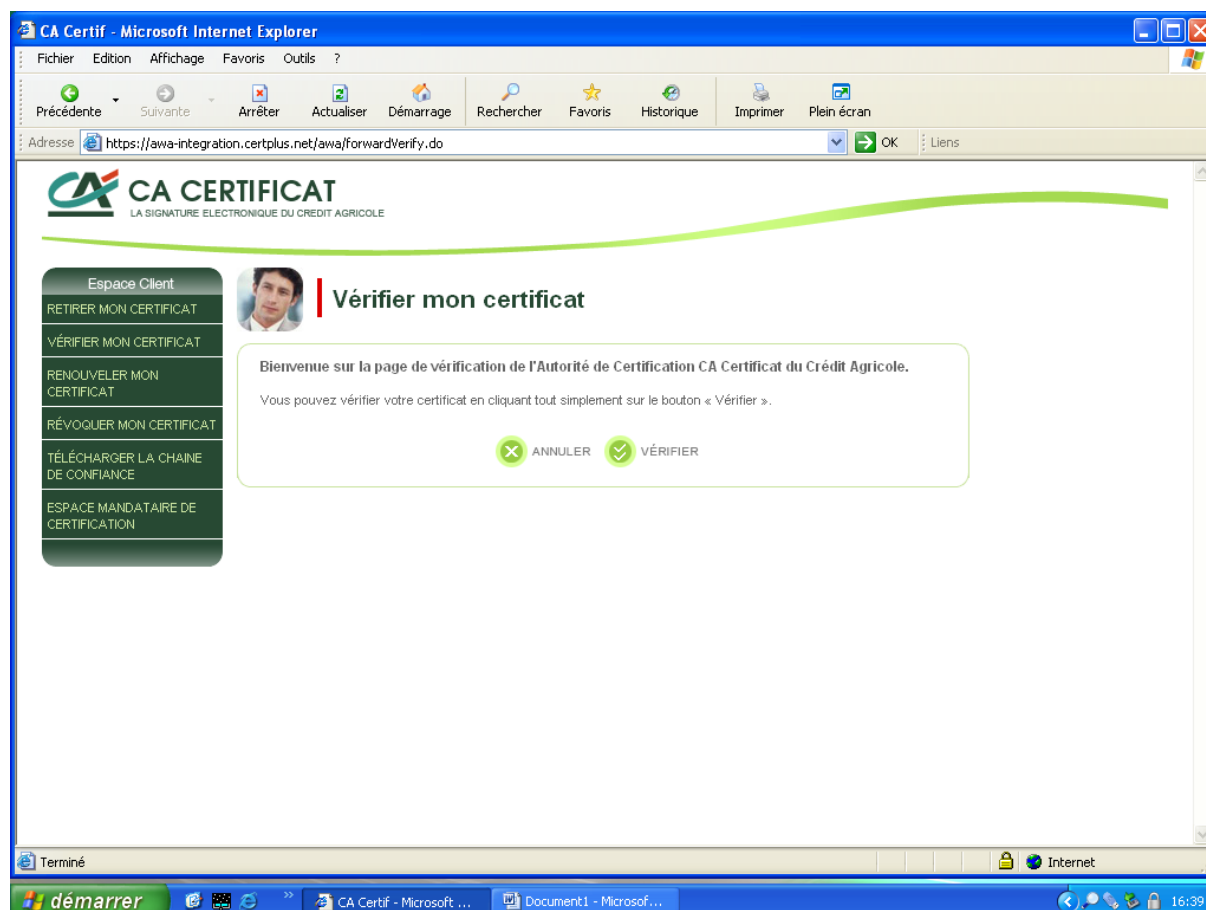 CA Certif - Microsoft Internet Explorer
Fichier Edition Affichage Favoris Outils ?
Précédente Suivante Arrêter Actualiser Démarrage Rechercher Favoris Historique Imprimer Plein écran
Adresse https://awa-integration.certplus.net/awa/forwardVerify.do OK Liens
CA CERTIFICAT
LA SIGNATURE ELECTRONIQUE DU CREDIT AGRICOLE
Espace Client
RETIRER MON CERTIFICAT
VÉRIFIER MON CERTIFICAT
RENOUVELER MON
CERTIFICAT
RÉVOQUER MON CERTIFICAT
TÉLÉCHARGER LA CHAINE
DE CONFIANCE
ESPACE MANDATAIRE DE
CERTIFICATION
Vérifier mon certificat
Bienvenue sur la page de vérification de l'Autorité de Certification CA Certificat du Crédit Agricole.
Vous pouvez vérifier votre certificat en cliquant tout simplement sur le bouton « Vérifier ».
ANNULER VÉRIFIER
Terminé Internet
démarrer » CA Certif - Microsoft ... Document1 - Microsof... 16:39